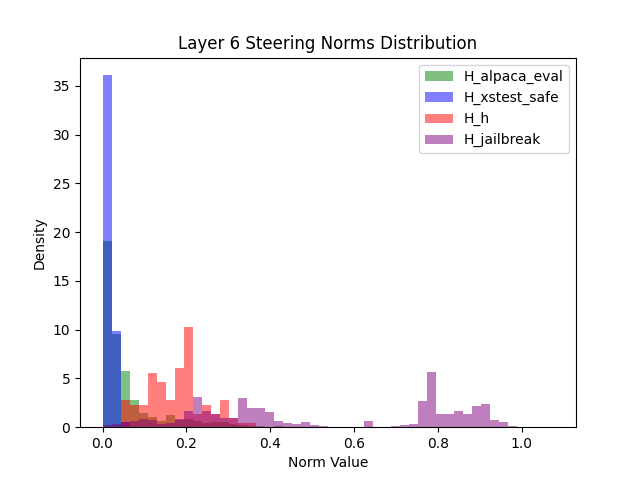 Layer 6 Steering Norms Distribution
H_alpaca_eval
H_xstest_safe
H_h
H_jailbreak
35
30
25
20
15
10
5
0
Density
0.0 0.2 0.4 0.6 0.8 1.0
Norm Value